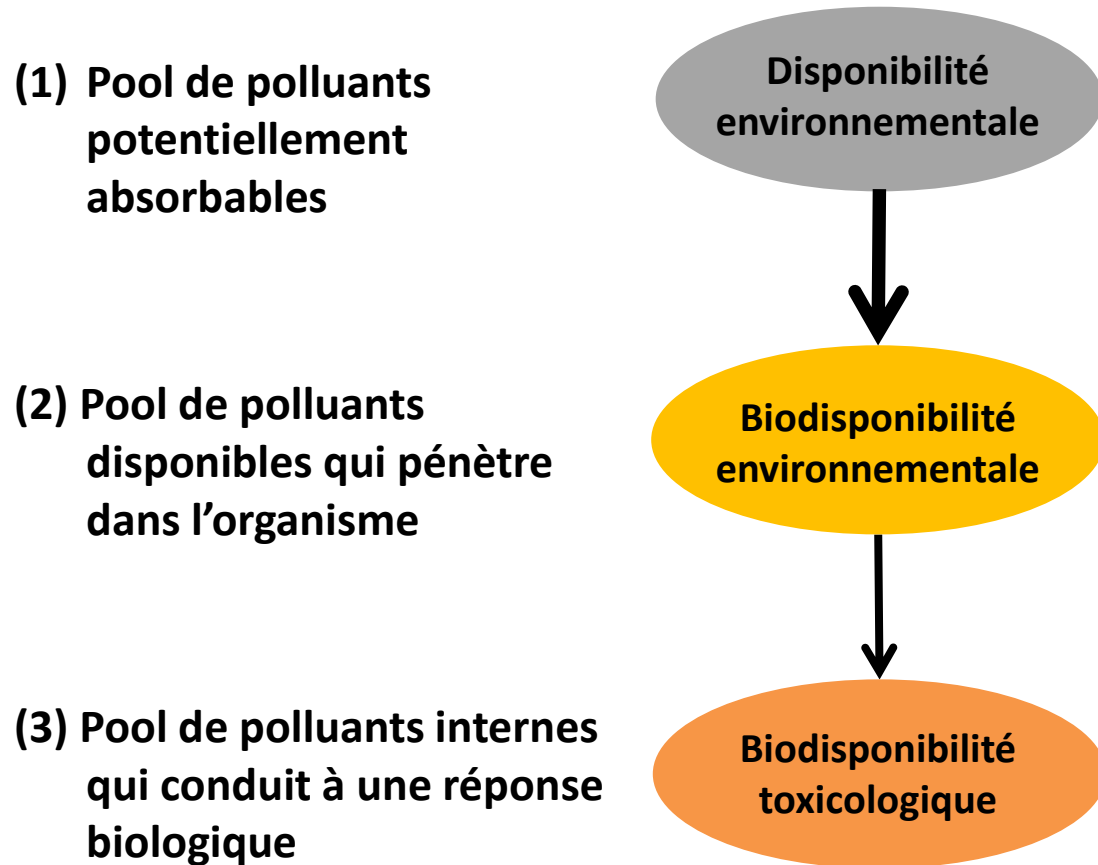 (1) Pool de polluants
potentiellement
absorbables
Disponibilité
environnementale
(2) Pool de polluants
disponibles qui pénètre
dans l’organisme
Biodisponibilité
environnementale
(3) Pool de polluants internes
qui conduit à une réponse
biologique
Biodisponibilité
toxicologique